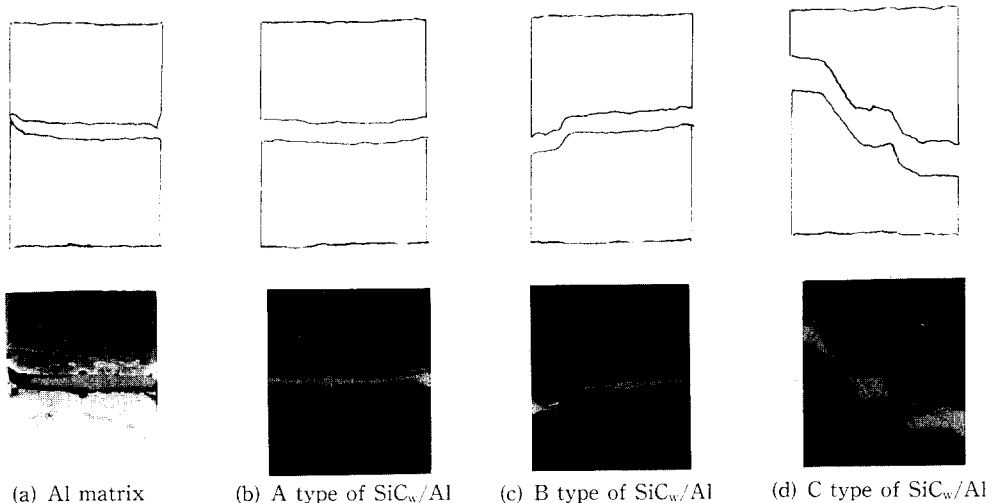 (a) Al matrix
(b) A type of SiCw/Al
(c) B type of SiCw/Al
(d) C type of SiCw/Al